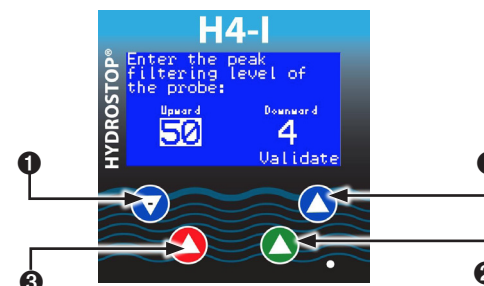 H4-I
HYDROSTOP®
Enter the peak
filtering level of
the probe:
Upward Downward
50 4
Validate
❶
❸
❷